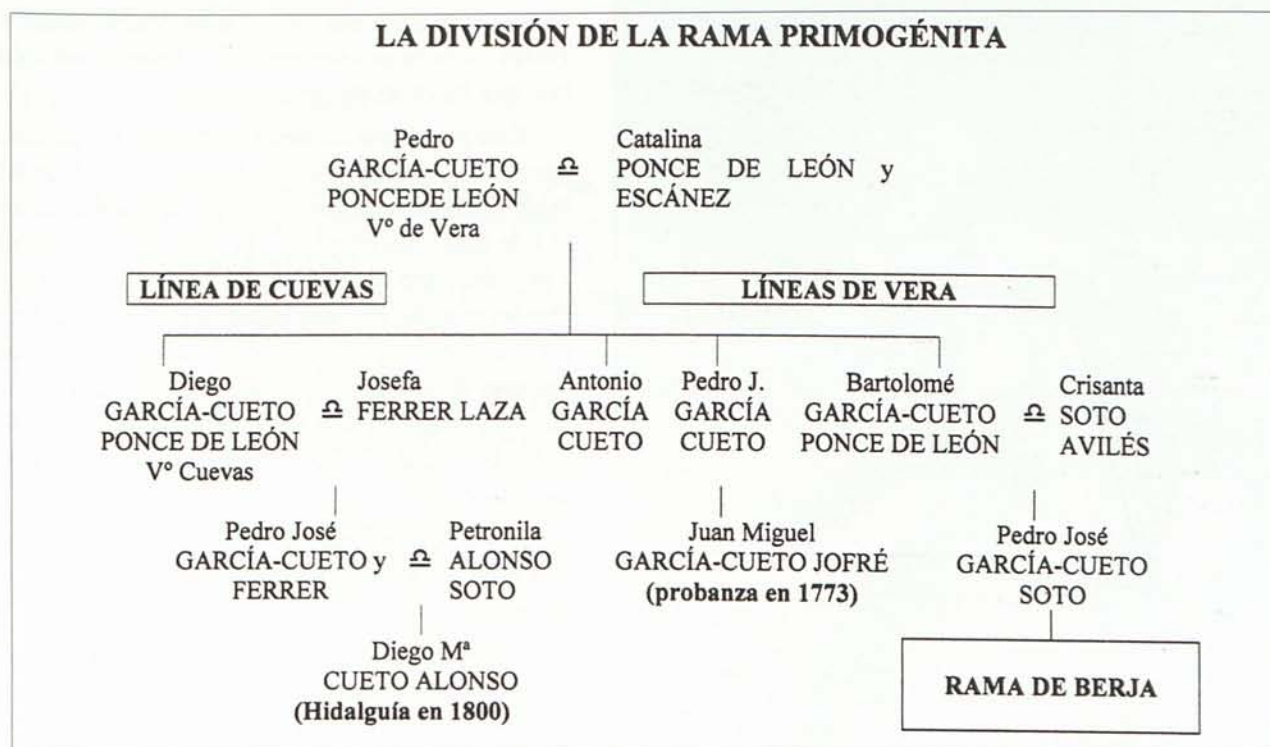 LA DIVISIÓN DE LA RAMA PRIMOGÉNITA
Pedro
GARCÍA-CUETO
PONCEDE LEÓN
Vº de Vera
Catalina
PONCE DE LEÓN y
ESCÁNEZ
LÍNEA DE CUEVAS
LÍNEAS DE VERA
Diego
GARCÍA-CUETO
PONCE DE LEÓN
Vº Cuevas
Josefa
FERRER LAZA
Antonio
GARCÍA
CUETO
Pedro J.
GARCÍA
CUETO
Bartolomé
GARCÍA-CUETO
PONCE DE LEÓN
Crisanta
SOTO
AVILÉS
Pedro José
GARCÍA-CUETO y
FERRER
Petronila
ALONSO
SOTO
Juan Miguel
GARCÍA-CUETO JOFRÉ
(probanza en 1773)
Pedro José
GARCÍA-CUETO
SOTO
Diego Mª
CUETO ALONSO
(Hidalguía en 1800)
RAMA DE BERJA